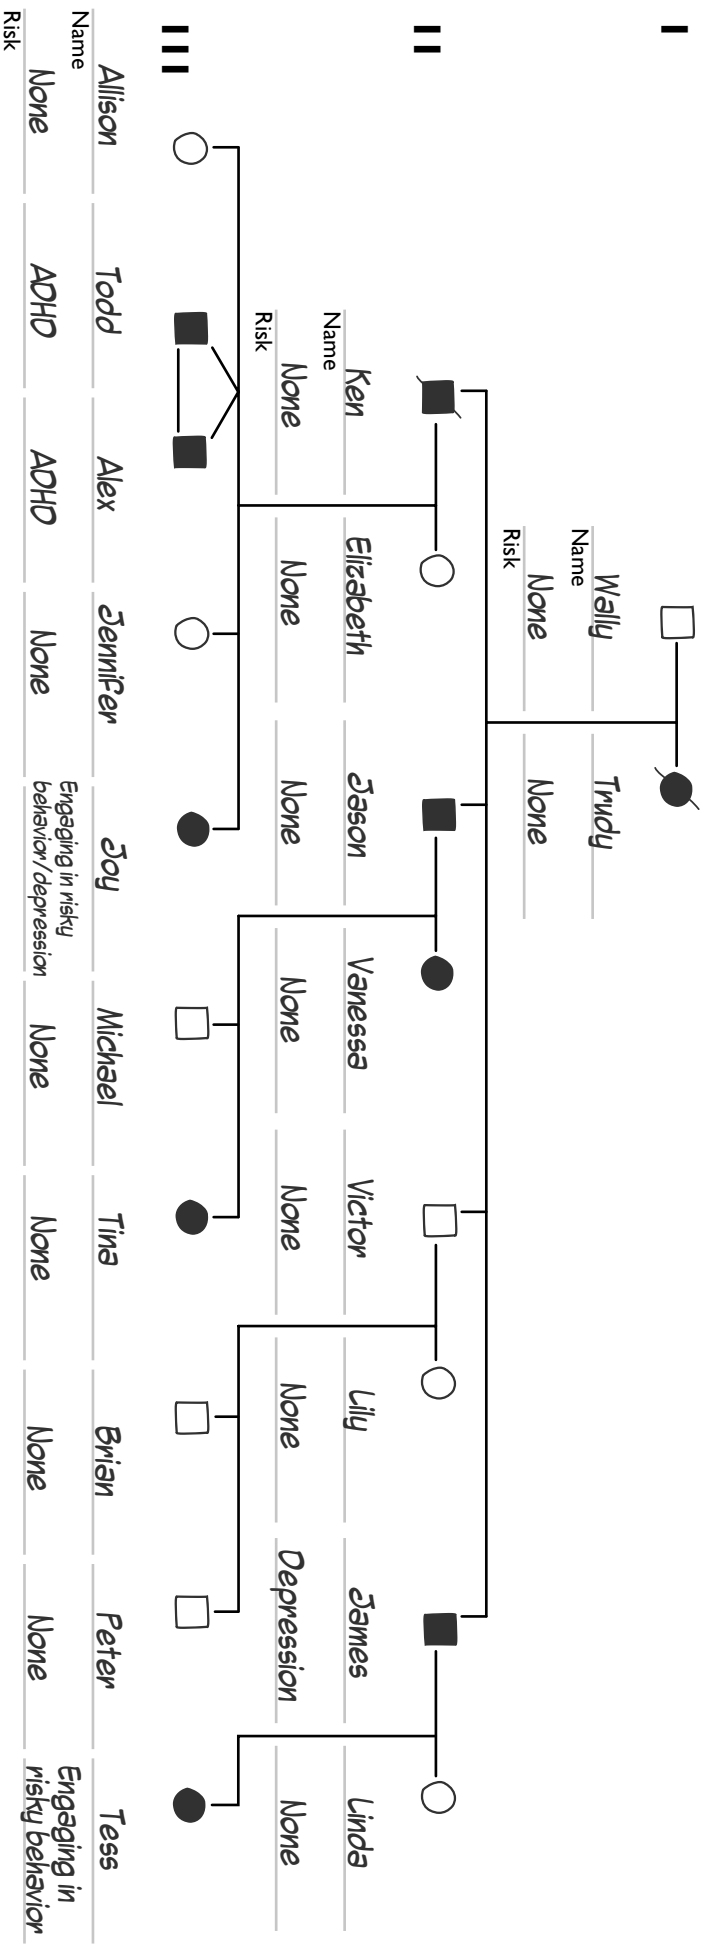 I
Wally Trudy
Name
None None
Risk
II
Ken Elizabeth Jason Vanessa Victor Lily James Linda
Name
None None None None None None Depression None
Risk
III
Allison Todd Alex Jennifer Joy Michael Tina Brian Peter Tess
Name
None ADHD ADHD None Engaging in risky
behavior/depression None None None None Engaging in
risky behavior
Risk